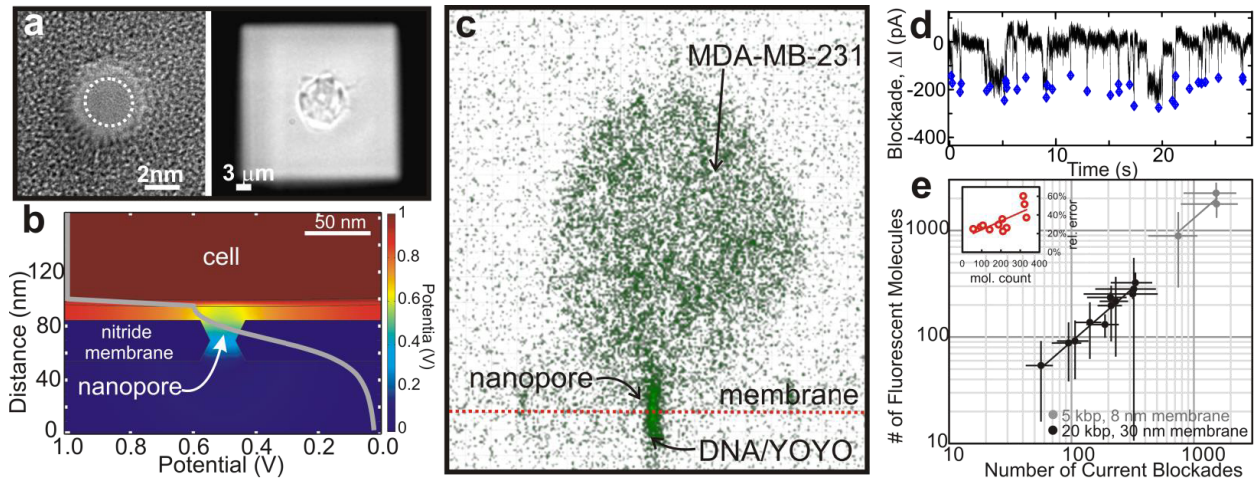 a
2nm
3 µm
b
50 nm
cell
nitride
membrane
nanopore
120
80
40
0
Distance (nm)
1.0
0.8
0.6
0.4
0.2
0.0
Potential (V)
1
0.8
0.6
0.4
0.2
0
Potential (V)
c
MDA-MB-231
nanopore
membrane
DNA/YOYO
d
0
-200
-400
Blockade, ΔI (pA)
0
10
20
Time (s)
e
1000
100
10
# of Fluorescent Molecules
60%
40%
20%
0%
rel. error
0
100
200
300
400
mol. count
5 kbp, 8 nm membrane
20 kbp, 30 nm membrane
10
100
1000
Number of Current Blockades